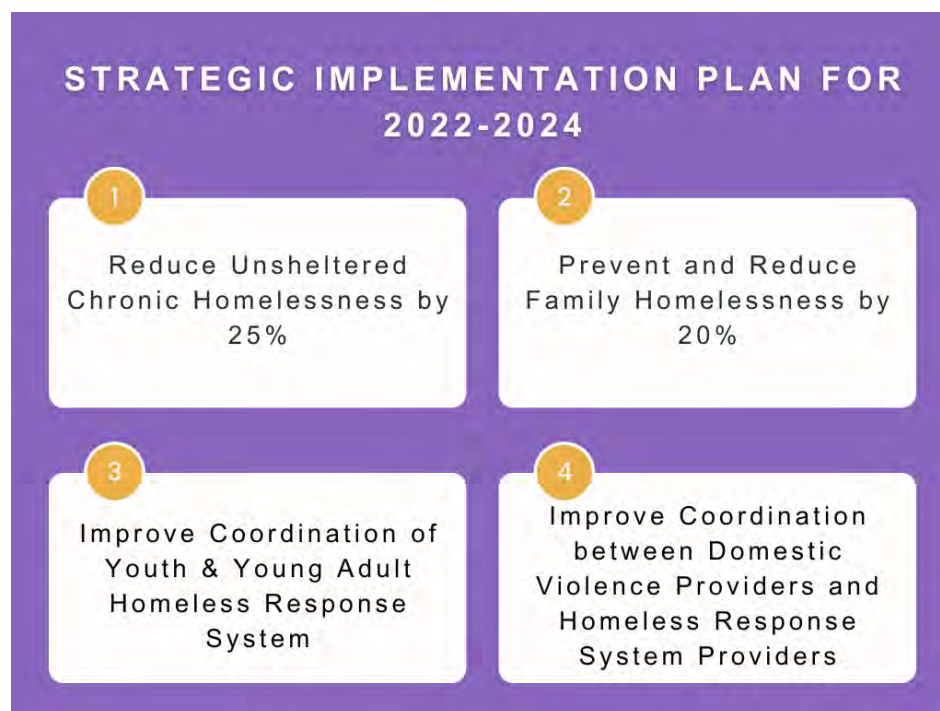 STRATEGIC IMPLEMENTATION PLAN FOR
2022-2024
1
Reduce Unsheltered
Chronic Homelessness by
25%
2
Prevent and Reduce
Family Homelessness by
20%
3
Improve Coordination of
Youth & Young Adult
Homeless Response
System
4
Improve Coordination
between Domestic
Violence Providers and
Homeless Response
System Providers